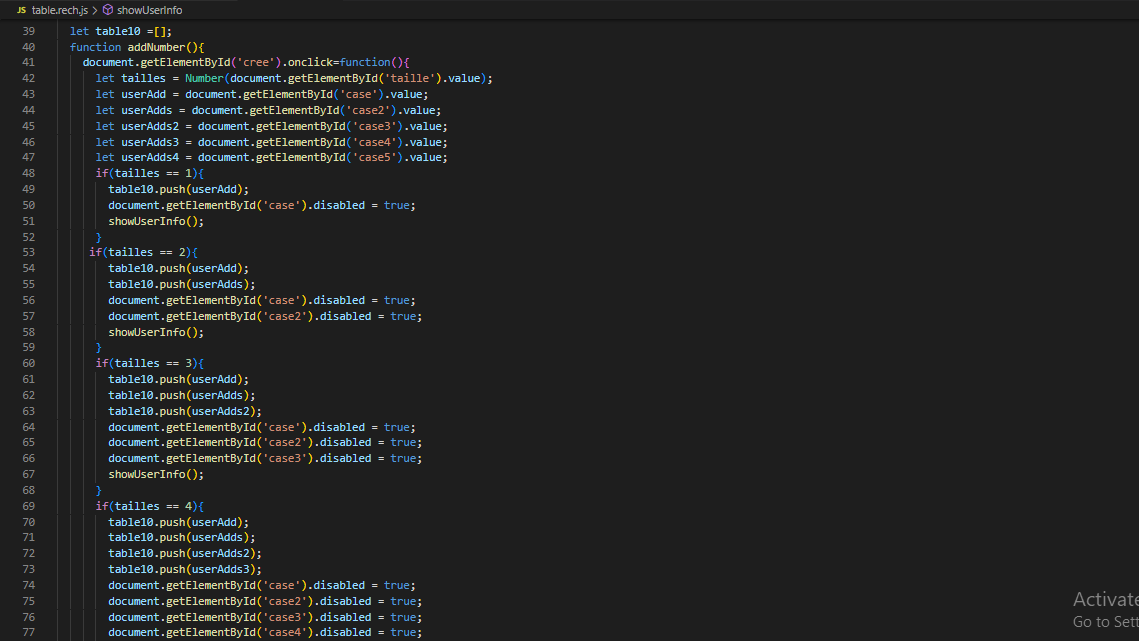 JS table.rech.js > showUserInfo
39 let table10 =[];
40 function addNumber(){
41 document.getElementById('cree').onclick=function(){
42 let tailles = Number(document.getElementById('taille').value);
43 let userAdd = document.getElementById('case').value;
44 let userAdds = document.getElementById('case2').value;
45 let userAdds2 = document.getElementById('case3').value;
46 let userAdds3 = document.getElementById('case4').value;
47 let userAdds4 = document.getElementById('case5').value;
48 if(tailles == 1){
49 table10.push(userAdd);
50 document.getElementById('case').disabled = true;
51 showUserInfo();
52 }
53 if(tailles == 2){
54 table10.push(userAdd);
55 table10.push(userAdds);
56 document.getElementById('case').disabled = true;
57 document.getElementById('case2').disabled = true;
58 showUserInfo();
59 }
60 if(tailles == 3){
61 table10.push(userAdd);
62 table10.push(userAdds);
63 table10.push(userAdds2);
64 document.getElementById('case').disabled = true;
65 document.getElementById('case2').disabled = true;
66 document.getElementById('case3').disabled = true;
67 showUserInfo();
68 }
69 if(tailles == 4){
70 table10.push(userAdd);
71 table10.push(userAdds);
72 table10.push(userAdds2);
73 table10.push(userAdds3);
74 document.getElementById('case').disabled = true;
75 document.getElementById('case2').disabled = true;
76 document.getElementById('case3').disabled = true;
77 document.getElementById('case4').disabled = true;
Activate
Go to Sett